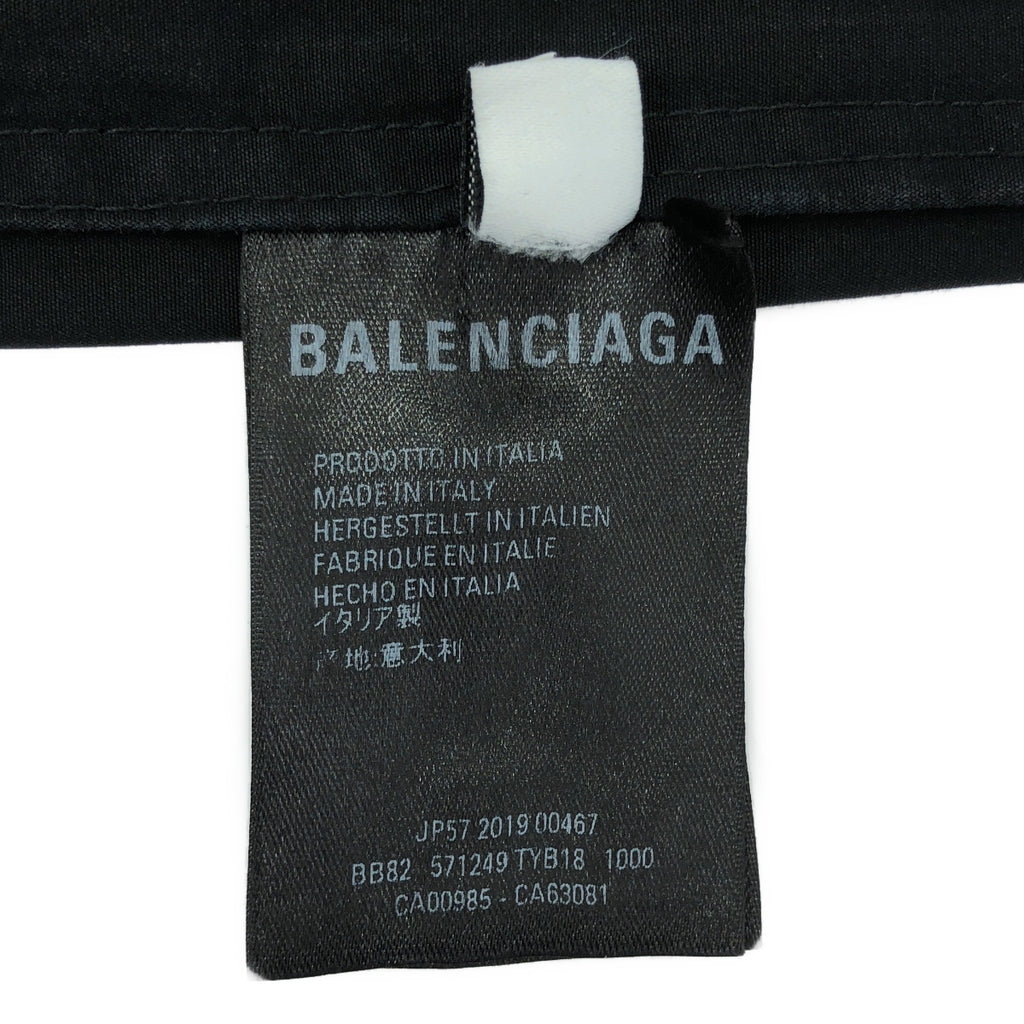 BALENCIAGA
PRODOTTO IN ITALIA
MADE IN ITALY
HERGESTELLT IN ITALIEN
FABRIQUE EN ITALIE
HECHO EN ITALIA
イタリア製
产地:意大利
JP57 2019 00467
BB82 571249 TYB18 1000
CA00985 - CA63081